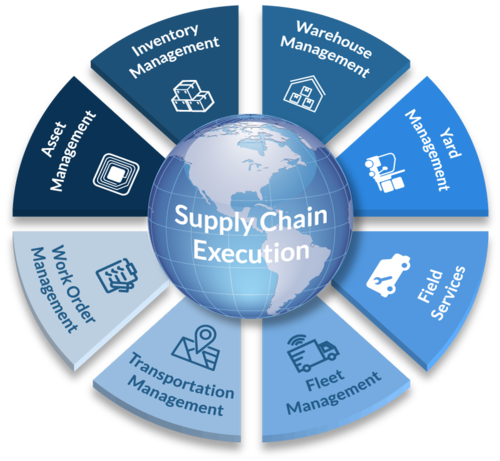 Inventory
Management
Warehouse
Management
Yard
Management
Field
Services
Fleet
Management
Transportation
Management
Work Order
Management
Asset
Management
Supply Chain
Execution